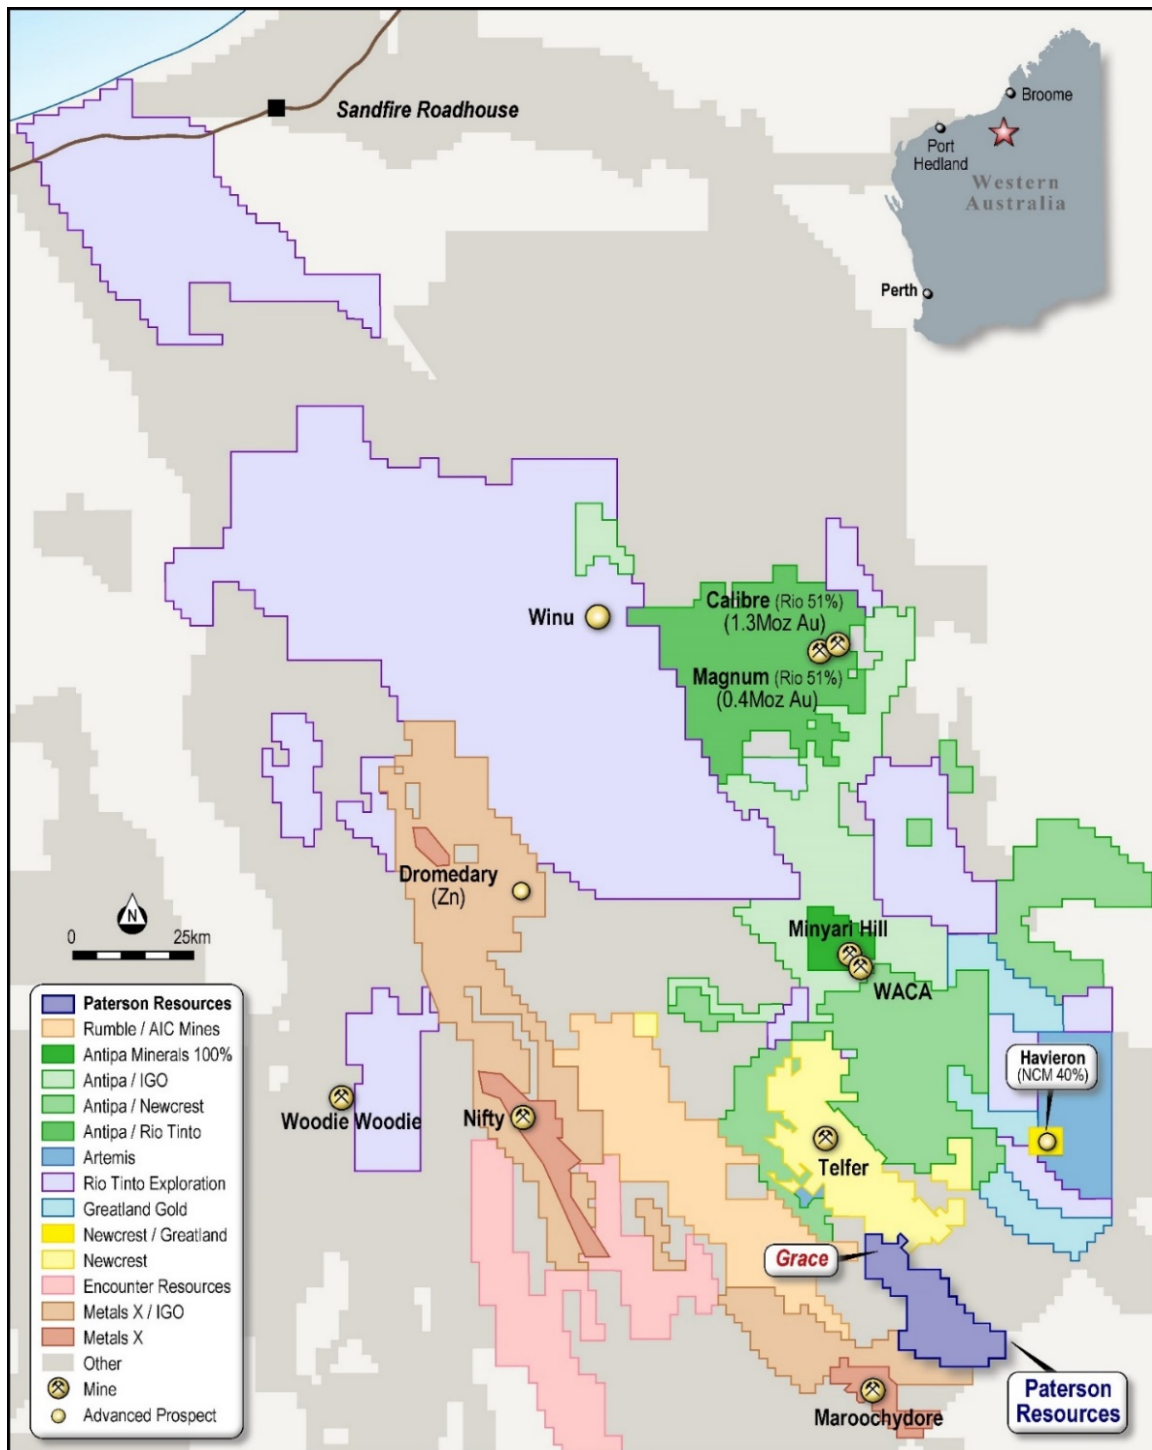 Sandfire Roadhouse
Broome
Port
Hedland
Western
Australia
Perth
Winu
Calibre (Rio 51%)
(1.3Moz Au)
Magnum (Rio 51%)
(0.4Moz Au)
Dromedary
(Zn)
Minyari Hill
WACA
N
0 25km
Havieron
(NCM 40%)
Woodie Woodie
Nifty
Telfer
Grace
Paterson
Resources
Maroochydore
Paterson Resources
Rumble / AIC Mines
Antipa Minerals 100%
Antipa / IGO
Antipa / Newcrest
Antipa / Rio Tinto
Artemis
Rio Tinto Exploration
Greatland Gold
Newcrest / Greatland
Newcrest
Encounter Resources
Metals X / IGO
Metals X
Other
Mine
Advanced Prospect